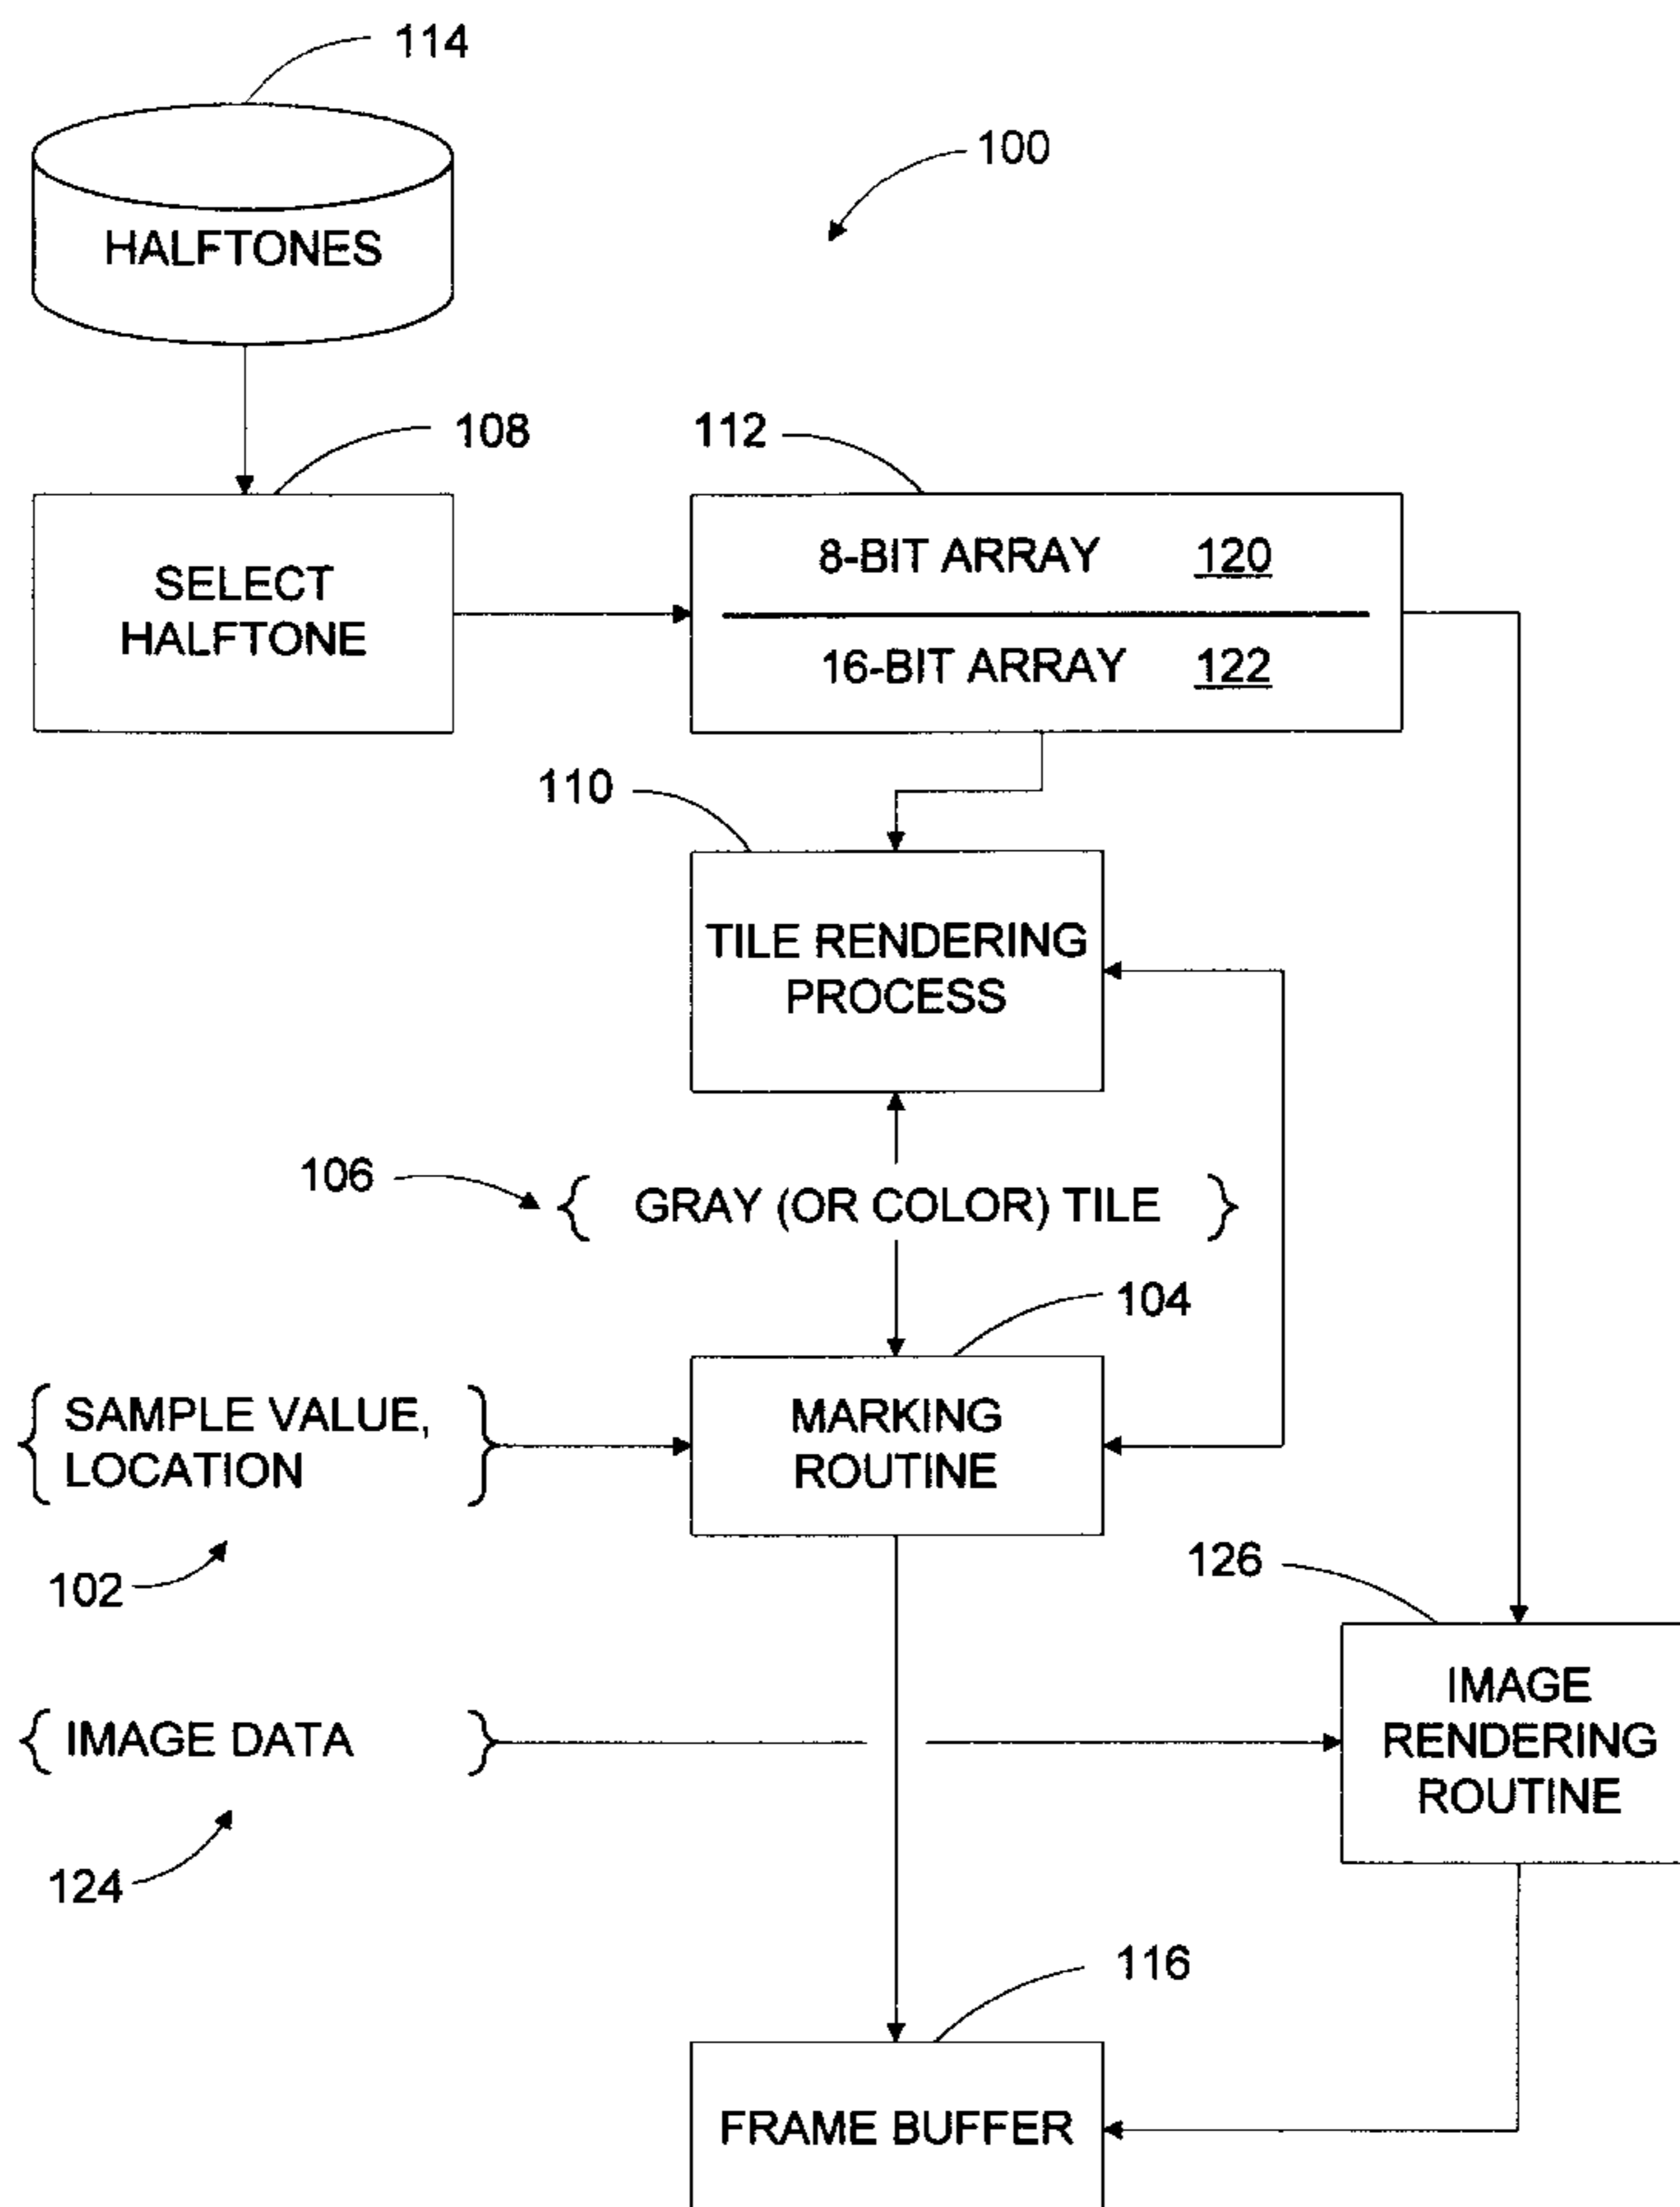 114
100
HALFTONES
108
112
8-BIT ARRAY 120
SELECT
HALFTONE
16-BIT ARRAY 122
110
TILE RENDERING
PROCESS
106
{ GRAY (OR COLOR) TILE }
104
{ SAMPLE VALUE,
LOCATION }
MARKING
ROUTINE
102
126
{ IMAGE DATA }
IMAGE
RENDERING
ROUTINE
124
116
FRAME BUFFER